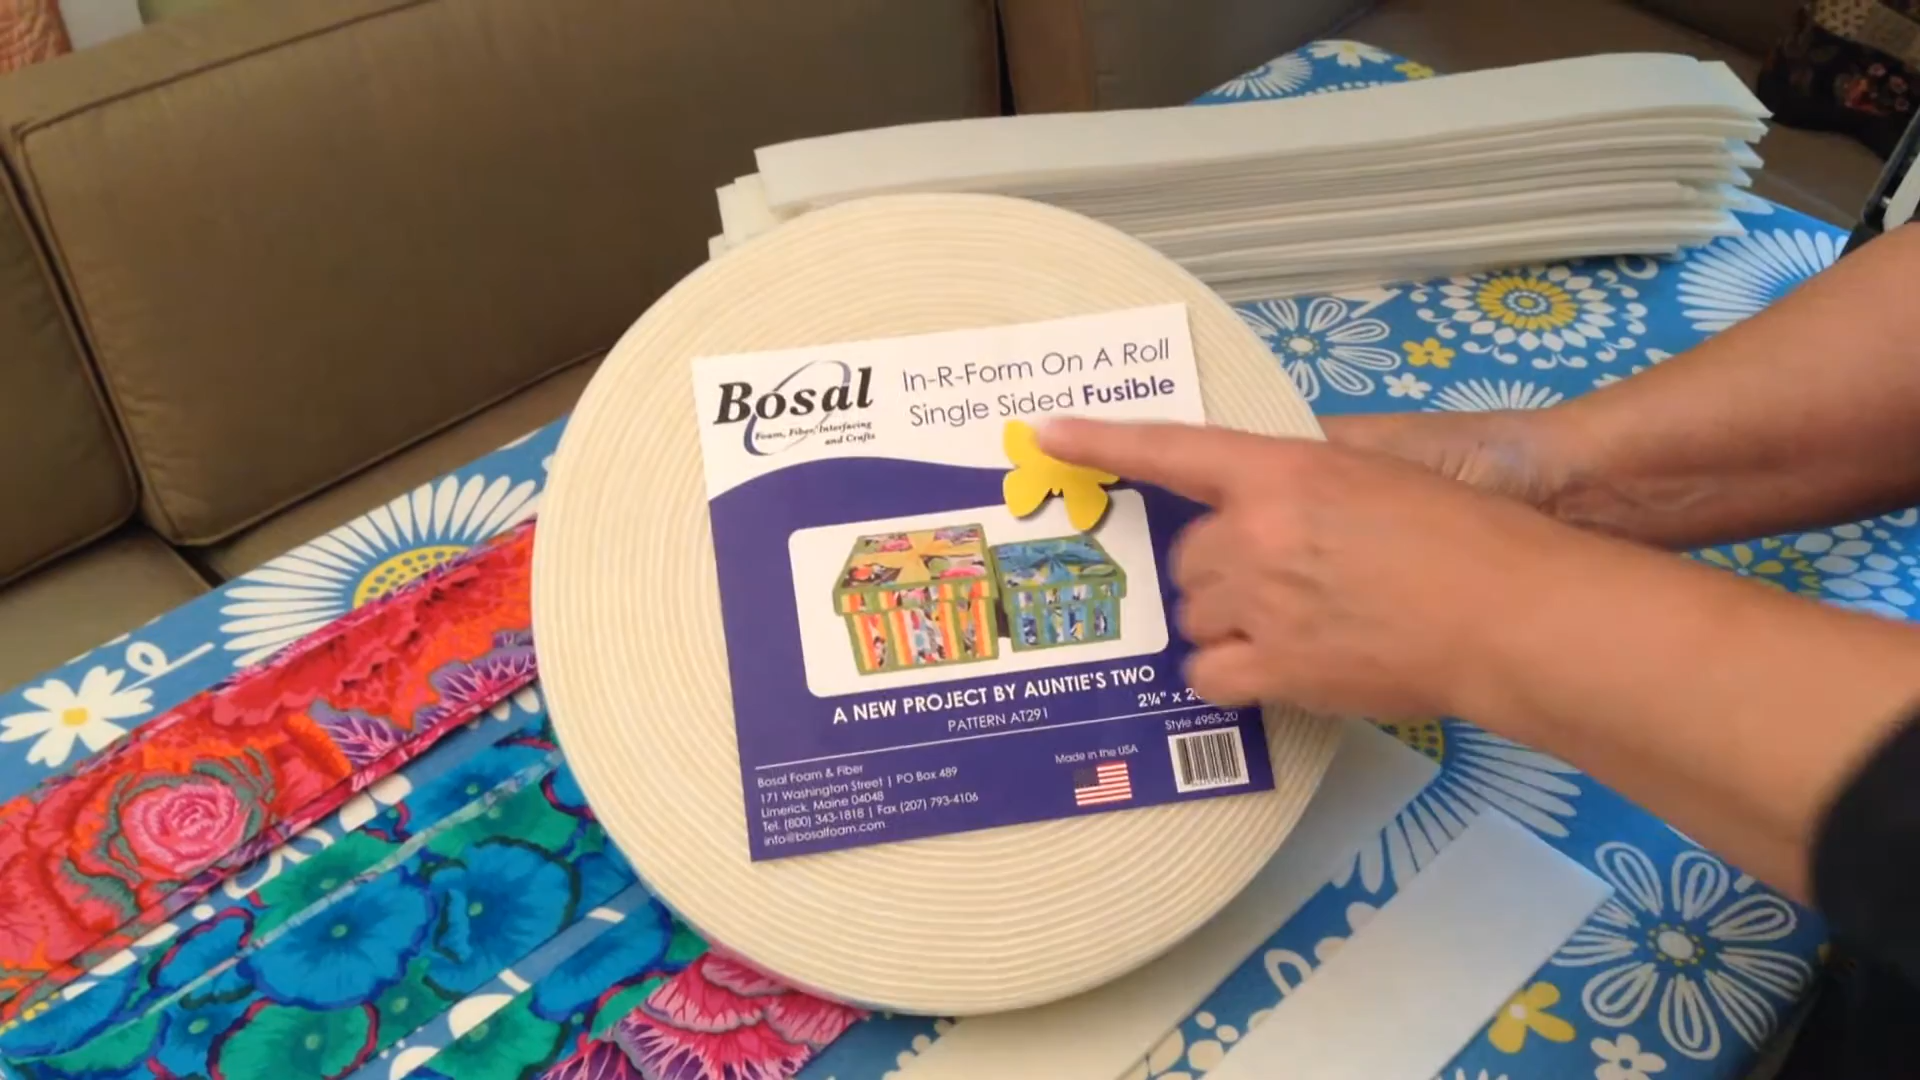 Bosal
Foam, Fiber, Interfacing
and Crafts
In-R-Form On A Roll
Single Sided Fusible
A NEW PROJECT BY AUNTIE'S TWO
PATTERN AT291
2¼" x
Style 495S-20
Bosal Foam & Fiber
171 Washington Street | PO Box 489
Limerick, Maine 04048
Tel. (800) 343-1818 | Fax (207) 793-4106
info@bosalfoam.com
Made in the USA